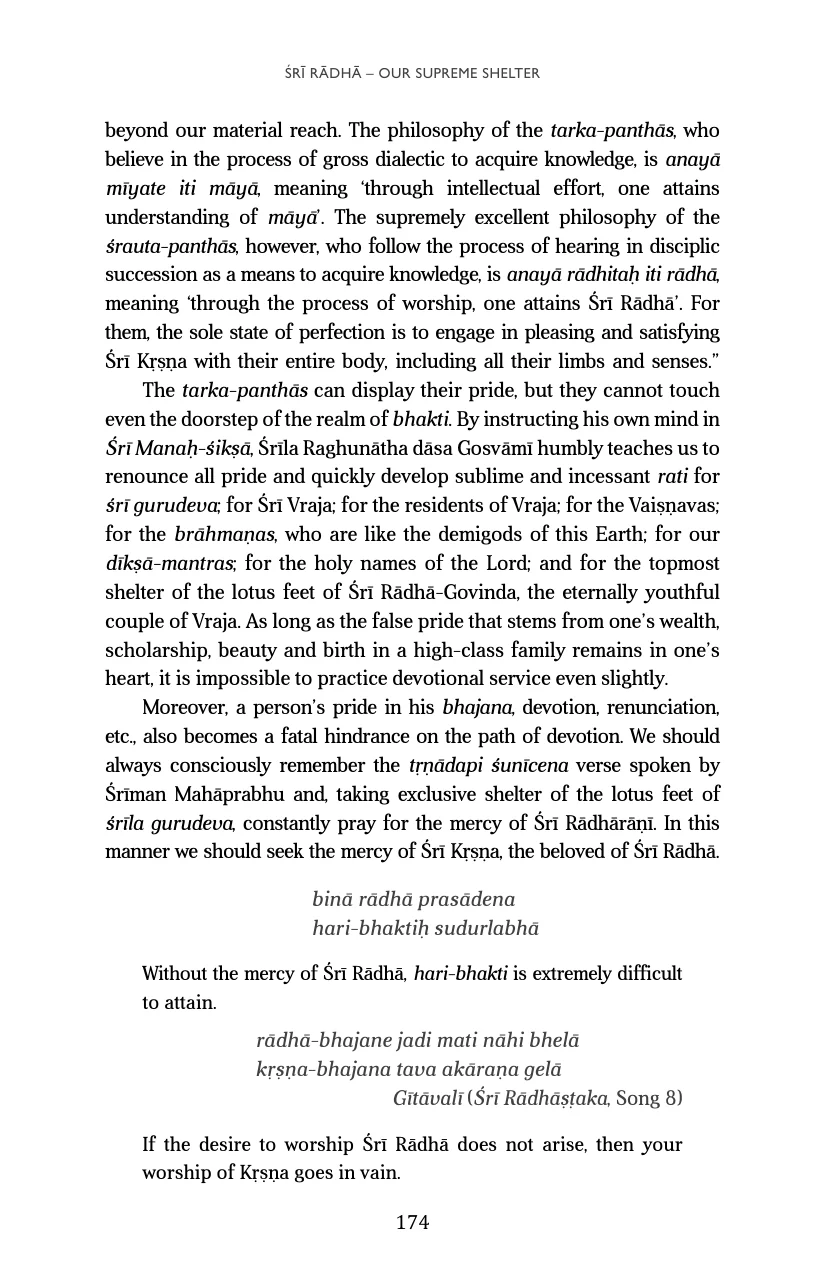 ŚRĪ RĀDHĀ – OUR SUPREME SHELTER
beyond our material reach. The philosophy of the tarka-panthās, who
believe in the process of gross dialectic to acquire knowledge, is anayā
mīyate iti māyā, meaning ‘through intellectual effort, one attains
understanding of māyā’. The supremely excellent philosophy of the
śrauta-panthās, however, who follow the process of hearing in disciplic
succession as a means to acquire knowledge, is anayā rādhitaḥ iti rādhā,
meaning ‘through the process of worship, one attains Śrī Rādhā’. For
them, the sole state of perfection is to engage in pleasing and satisfying
Śrī Kṛṣṇa with their entire body, including all their limbs and senses.”
The tarka-panthās can display their pride, but they cannot touch
even the doorstep of the realm of bhakti. By instructing his own mind in
Śrī Manaḥ-śikṣā, Śrīla Raghunātha dāsa Gosvāmī humbly teaches us to
renounce all pride and quickly develop sublime and incessant rati for
śrī gurudeva; for Śrī Vraja; for the residents of Vraja; for the Vaiṣṇavas;
for the brāhmaṇas, who are like the demigods of this Earth; for our
dīkṣā-mantras; for the holy names of the Lord; and for the topmost
shelter of the lotus feet of Śrī Rādhā-Govinda, the eternally youthful
couple of Vraja. As long as the false pride that stems from one’s wealth,
scholarship, beauty and birth in a high-class family remains in one’s
heart, it is impossible to practice devotional service even slightly.
Moreover, a person’s pride in his bhajana, devotion, renunciation,
etc., also becomes a fatal hindrance on the path of devotion. We should
always consciously remember the tṛṇādapi śunīcena verse spoken by
Śrīman Mahāprabhu and, taking exclusive shelter of the lotus feet of
śrīla gurudeva, constantly pray for the mercy of Śrī Rādhārāṇī. In this
manner we should seek the mercy of Śrī Kṛṣṇa, the beloved of Śrī Rādhā.
binā rādhā prasādena
hari-bhaktiḥ sudurlabhā
Without the mercy of Śrī Rādhā, hari-bhakti is extremely difficult
to attain.
rādhā-bhajane jadi mati nāhi bhelā
kṛṣṇa-bhajana tava akāraṇa gelā
Gītāvalī (Śrī Rādhāṣṭaka, Song 8)
If the desire to worship Śrī Rādhā does not arise, then your
worship of Kṛṣṇa goes in vain.
174